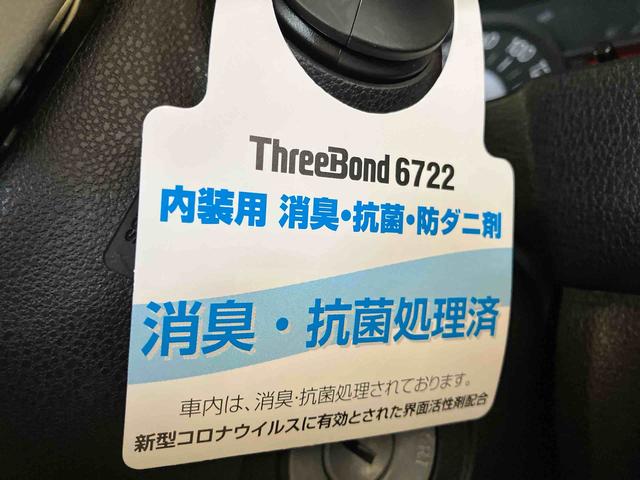 ThreeBond 6722
内装用 消臭・抗菌・防ダニ剤
消臭・抗菌処理済
車内は、消臭・抗菌処理されております。
新型コロナウイルスに有効とされた界面活性剤配合